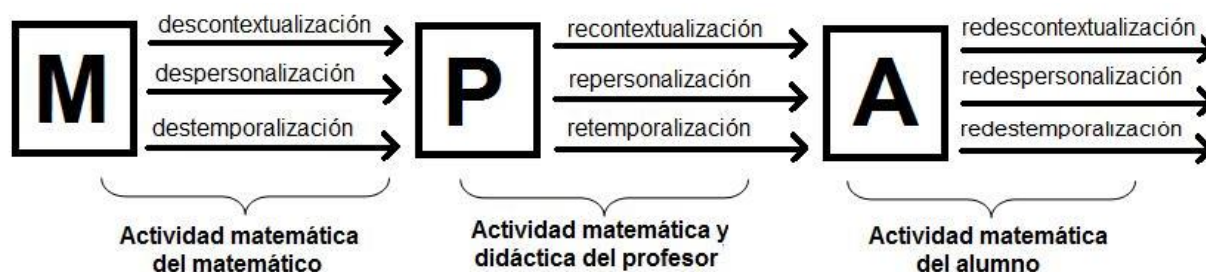 M
descontextualización
despersonalización
destemporalización
P
recontextualización
repersonalización
retemporalización
A
redescontextualización
redespersonalización
redestemporalización
Actividad matemática
del matemático
Actividad matemática y
didáctica del profesor
Actividad matemática
del alumno